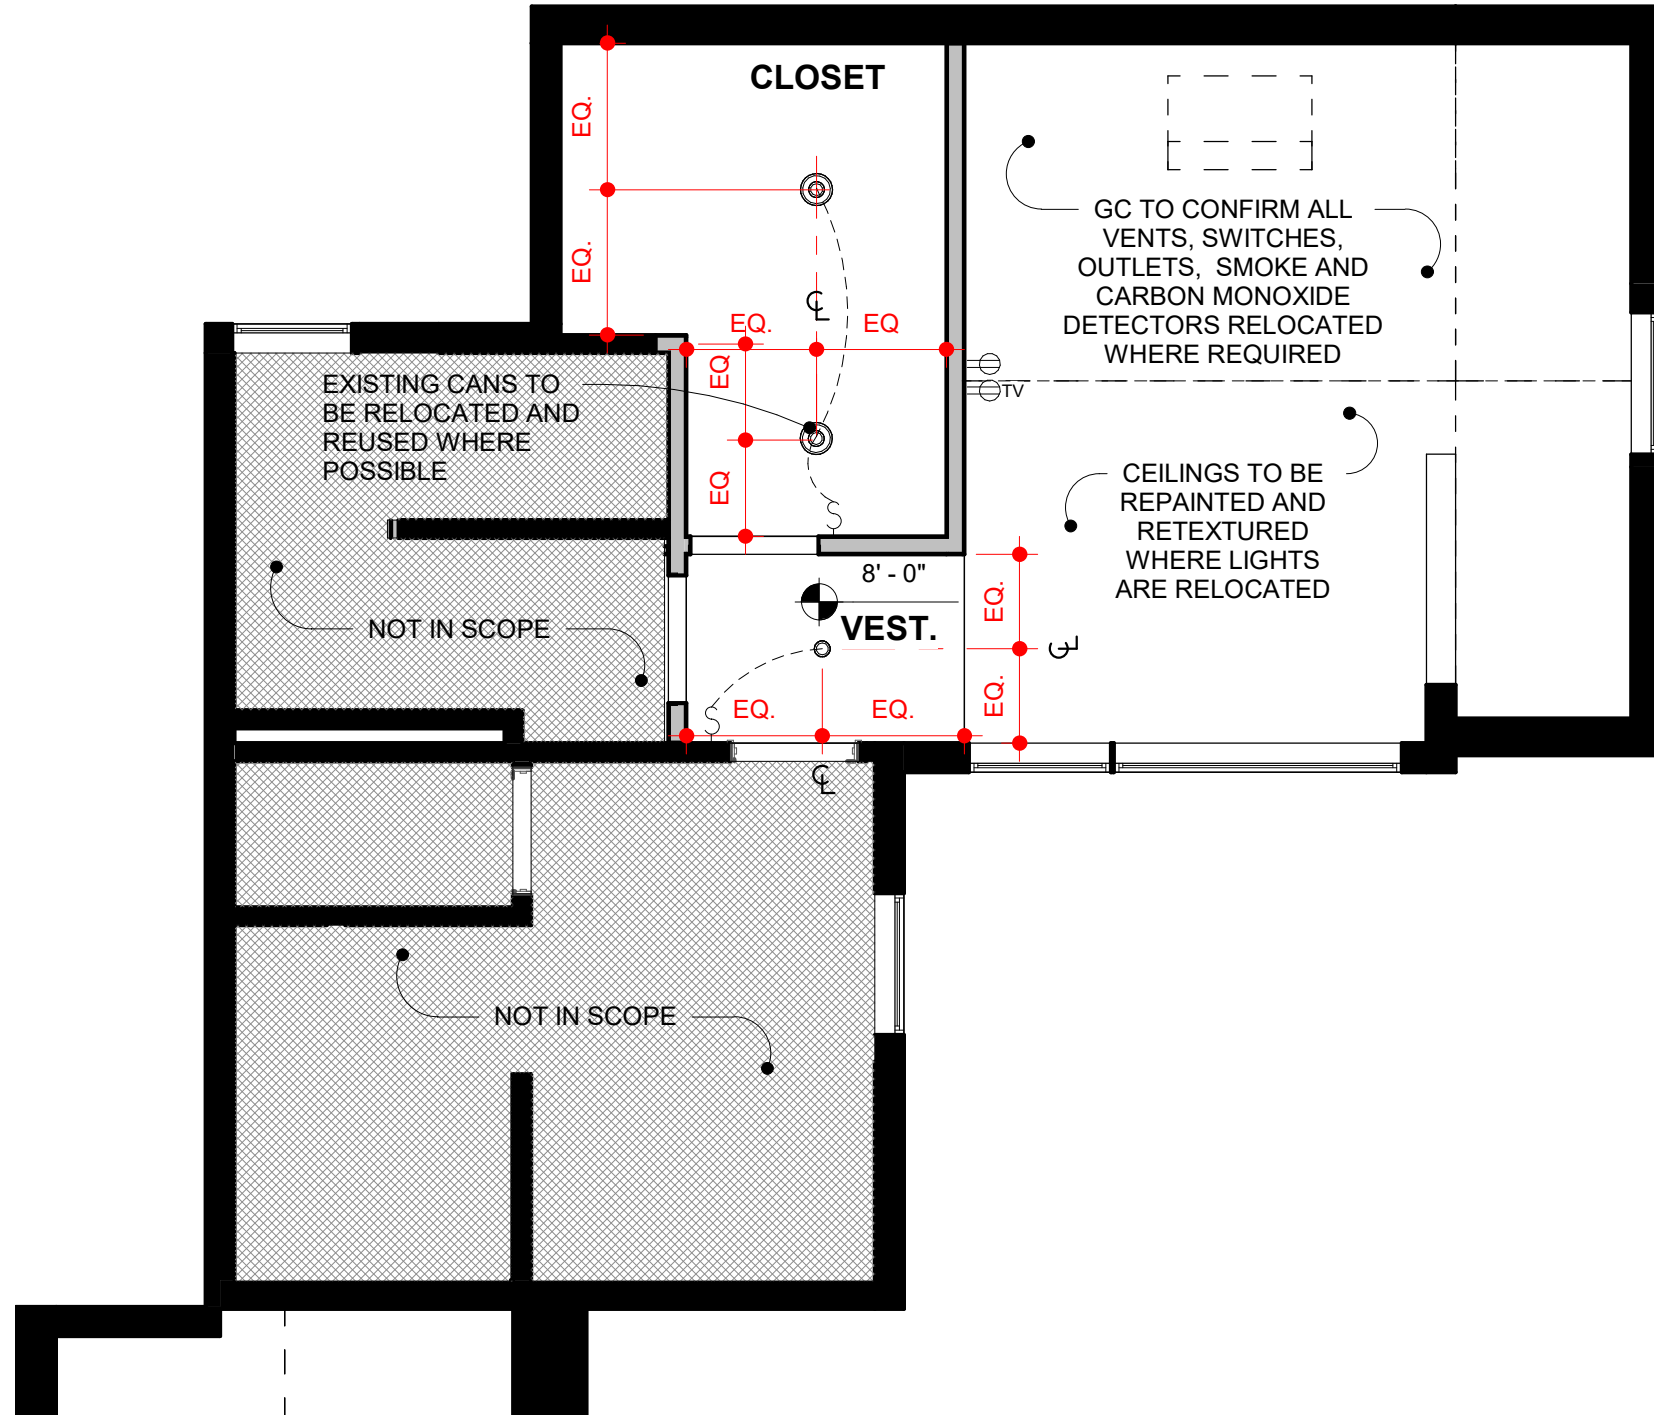 CLOSET
EQ.
EQ.
GC TO CONFIRM ALL
VENTS, SWITCHES,
OUTLETS, SMOKE AND
CARBON MONOXIDE
DETECTORS RELOCATED
WHERE REQUIRED
EQ.
EQ
EQ
EQ
TV
EXISTING CANS TO
BE RELOCATED AND
REUSED WHERE
POSSIBLE
S
CEILINGS TO BE
REPAINTED AND
RETEXTURED
WHERE LIGHTS
ARE RELOCATED
8' - 0"
VEST.
EQ.
EQ.
NOT IN SCOPE
S
EQ.
EQ.
NOT IN SCOPE